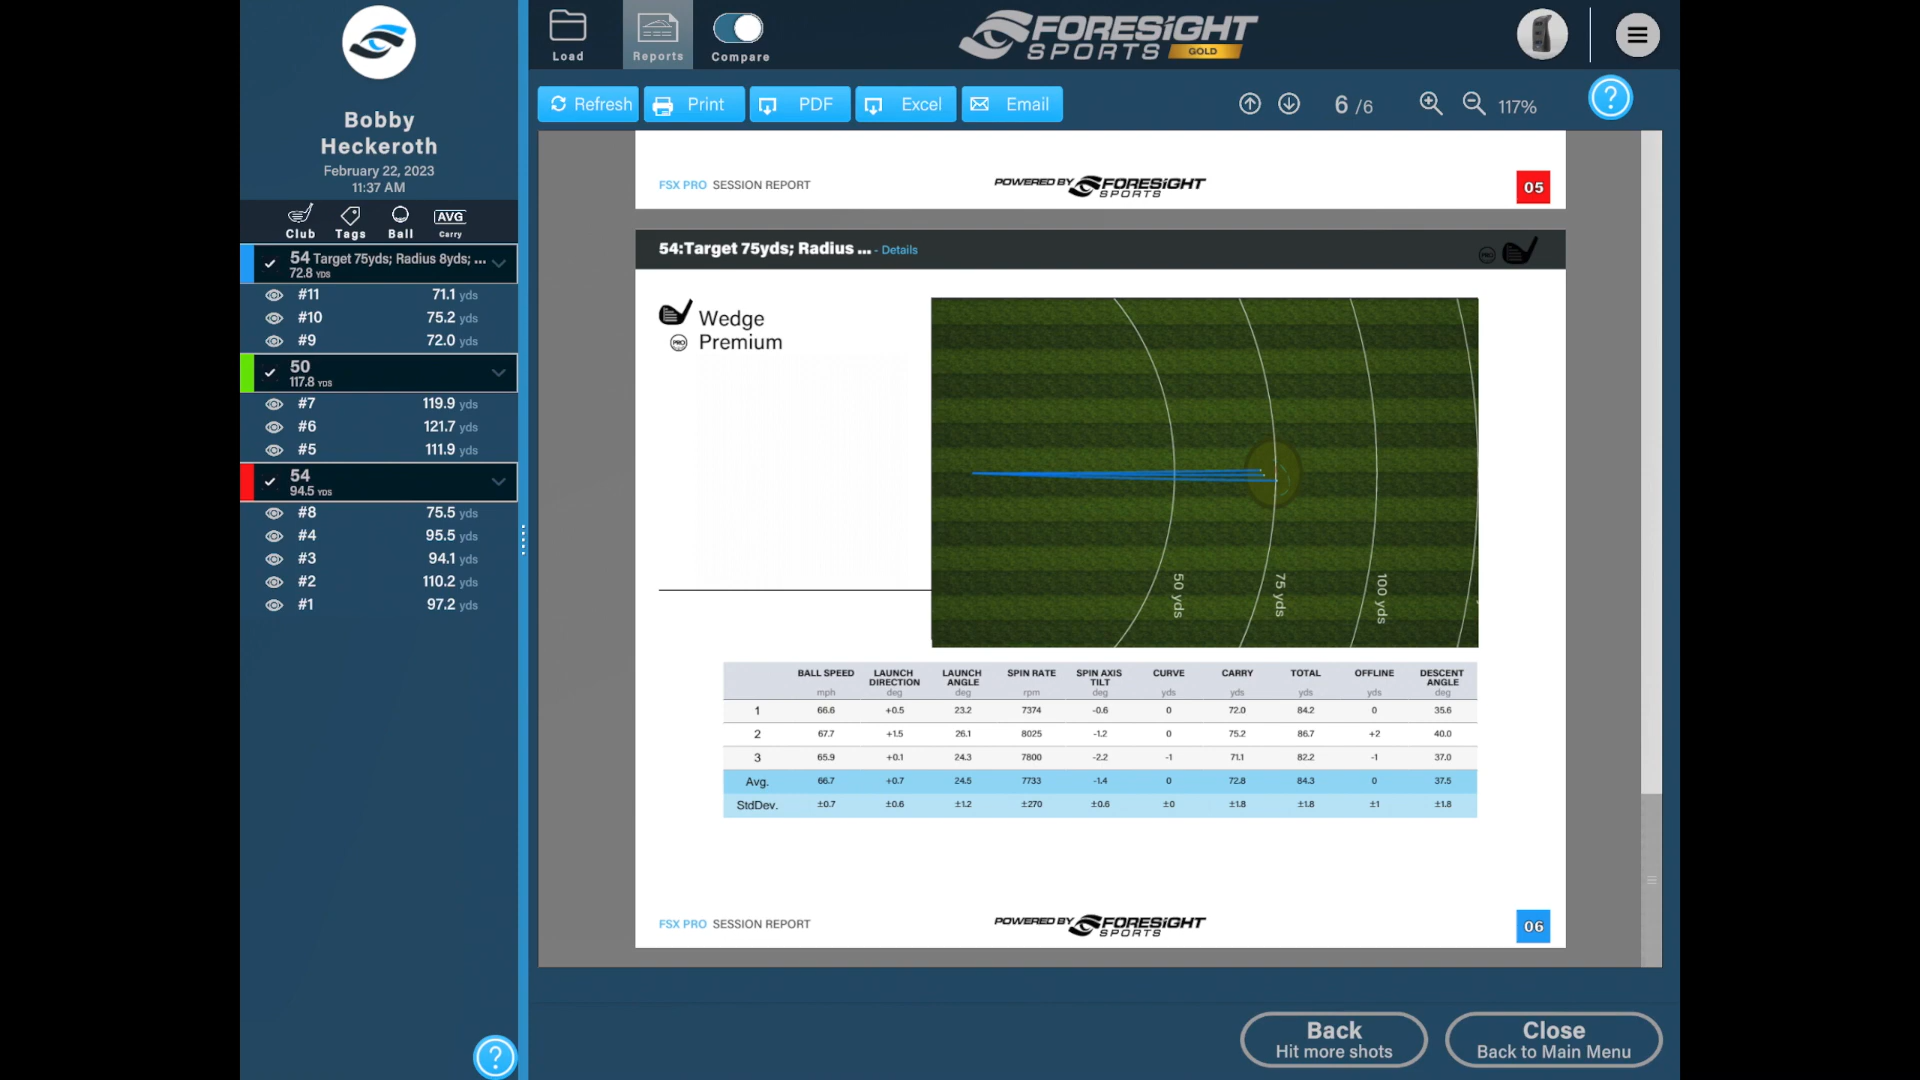 Bobby
Heckeroth
February 22, 2023
11:37 AM
Club Tags Ball AVG Carry
54 Target 75yds; Radius 8yds; ...
72.8 YDS
#11 71.1 yds
#10 75.2 yds
#9 72.0 yds
50
117.8 YDS
#7 119.9 yds
#6 121.7 yds
#5 111.9 yds
54
94.5 YDS
#8 75.5 yds
#4 95.5 yds
#3 94.1 yds
#2 110.2 yds
#1 97.2 yds
?
Load Reports Compare
FORESiGHT
SPORTS GOLD
Refresh Print PDF Excel Email
6 /6 117% ?
FSX PRO SESSION REPORT POWERED BY FORESiGHT SPORTS 05
54:Target 75yds; Radius ... - Details
PRO
Wedge
PRO Premium
50 yds
75 yds
100 yds
BALL SPEED LAUNCH DIRECTION LAUNCH ANGLE SPIN RATE SPIN AXIS TILT CURVE CARRY TOTAL OFFLINE DESCENT ANGLE
mph deg deg rpm deg yds yds yds yds deg
1 66.6 +0.5 23.2 7374 -0.6 0 72.0 84.2 0 35.6
2 67.7 +1.5 26.1 8025 -1.2 0 75.2 86.7 +2 40.0
3 65.9 +0.1 24.3 7800 -2.2 -1 71.1 82.2 -1 37.0
Avg. 66.7 +0.7 24.5 7733 -1.4 0 72.8 84.3 0 37.5
StdDev. ±0.7 ±0.6 ±1.2 ±270 ±0.6 ±0 ±1.8 ±1.8 ±1 ±1.8
FSX PRO SESSION REPORT POWERED BY FORESiGHT SPORTS 06
Back
Hit more shots
Close
Back to Main Menu